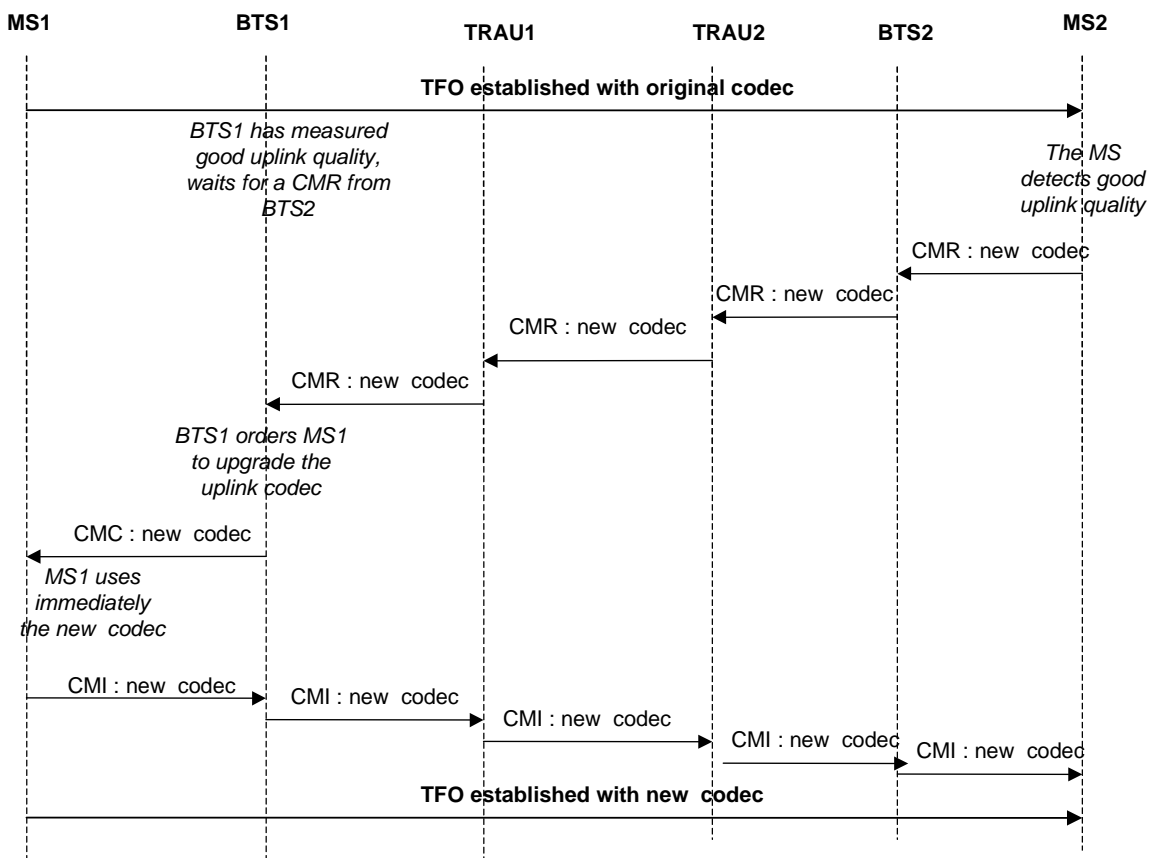 MS1
BTS1
TRAU1
TRAU2
BTS2
MS2
TFO established with original codec
BTS1 has measured
good uplink quality,
waits for a CMR from
BTS2
The MS
detects good
uplink quality
CMR : new codec
CMR : new codec
CMR : new codec
CMR : new codec
BTS1 orders MS1
to upgrade the
uplink codec
CMC : new codec
MS1 uses
immediately
the new codec
CMI : new codec
CMI : new codec
CMI : new codec
CMI : new codec
CMI : new codec
TFO established with new codec